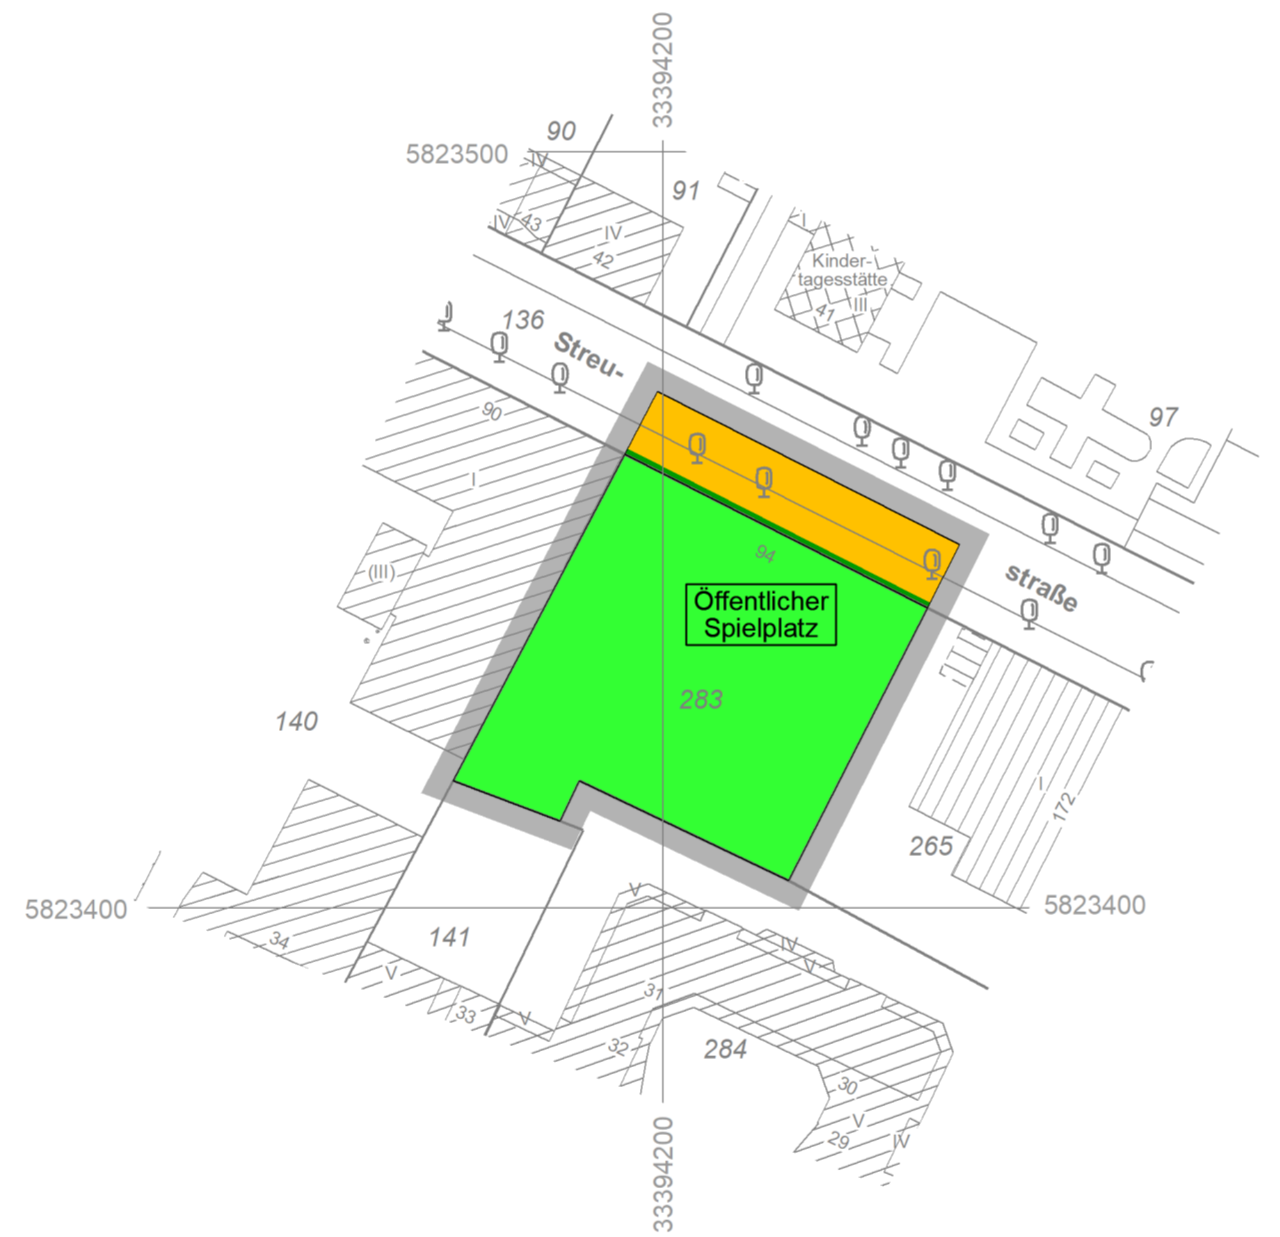 33394200
90
5823500
IV
91
IV
43
IV
42
I
Kinder-
tagesstätte
III
41
136
Streu-
90
97
I
94
(III)
straße
Öffentlicher
Spielplatz
283
140
I
172
265
V
5823400
5823400
34
141
IV
V
V
31
33
V
32
284
30
V
29
IV
33394200